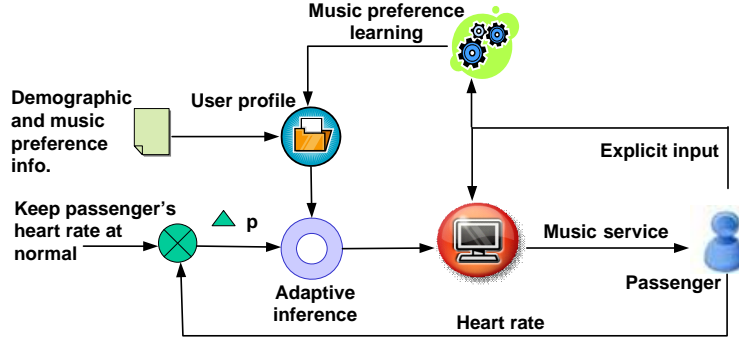 Music preference
learning
Demographic
and music
preference
info.
User profile
Explicit input
Keep passenger's
heart rate at
normal
p
Music service
Adaptive
inference
Passenger
Heart rate